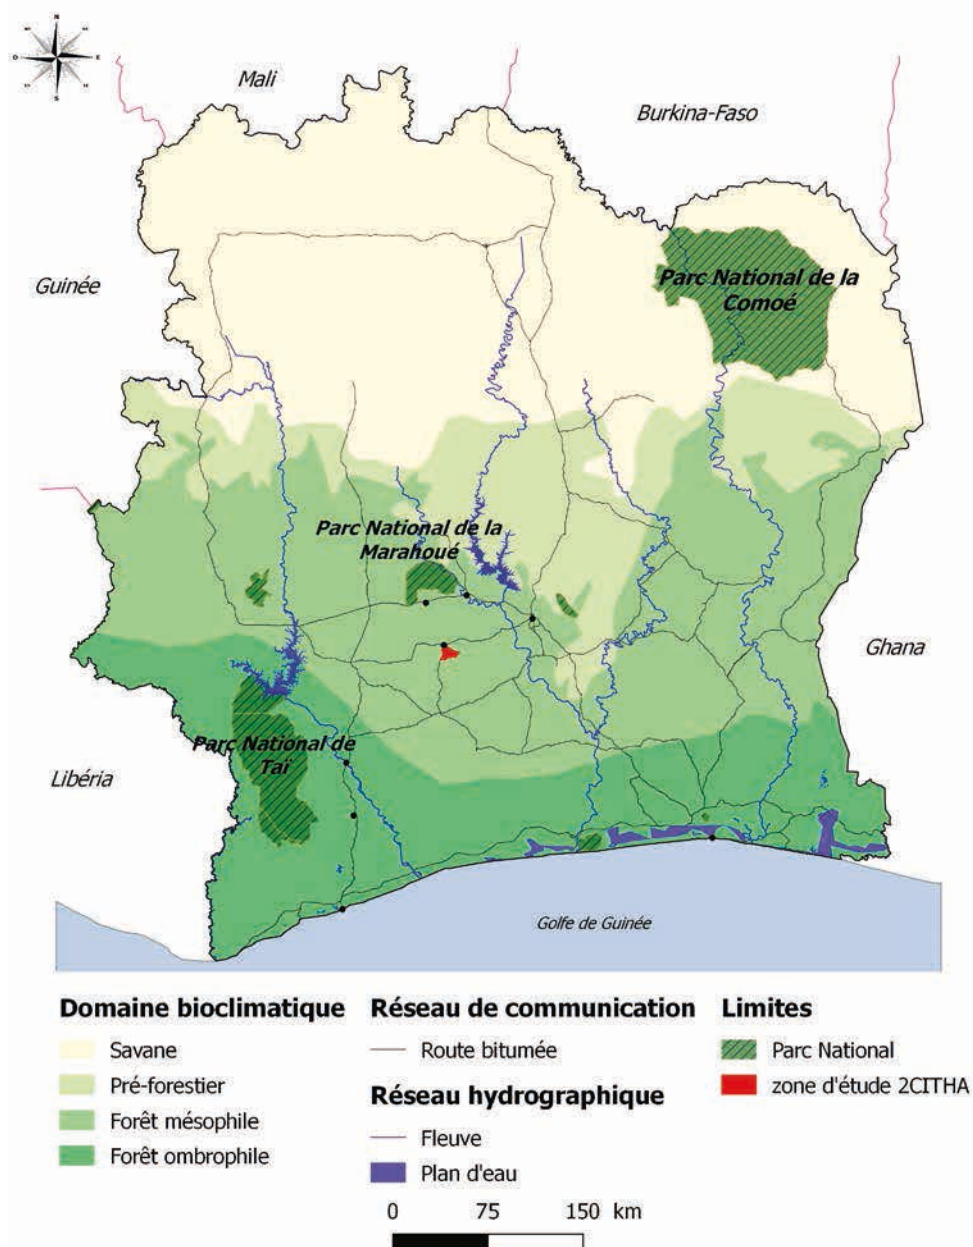 N
O
E
S
Mali
Burkina-Faso
Guinée
Parc National de la
Comoé
Parc National de la
Marahoué
Ghana
Parc National de
Taï
Libéria
Golfe de Guinée
Domaine bioclimatique
Savane
Pré-forestier
Forêt mésophile
Forêt ombrophile
Réseau de communication
Route bitumée
Réseau hydrographique
Fleuve
Plan d'eau
Limites
Parc National
zone d'étude 2CITHA
0 75 150 km